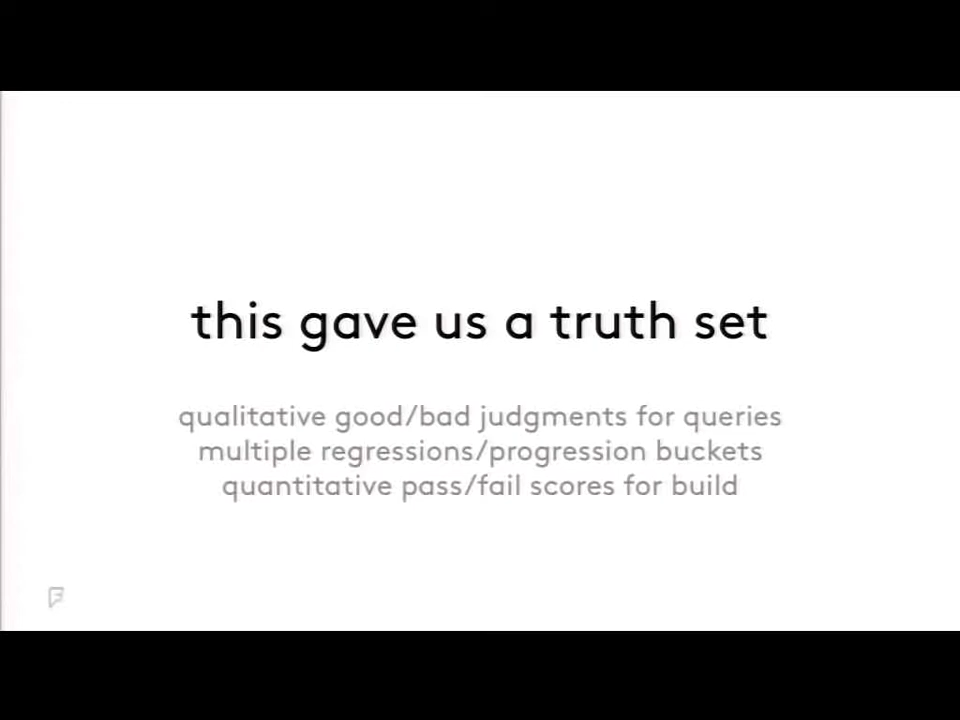 this gave us a truth set
qualitative good/bad judgments for queries
multiple regressions/progression buckets
quantitative pass/fail scores for build